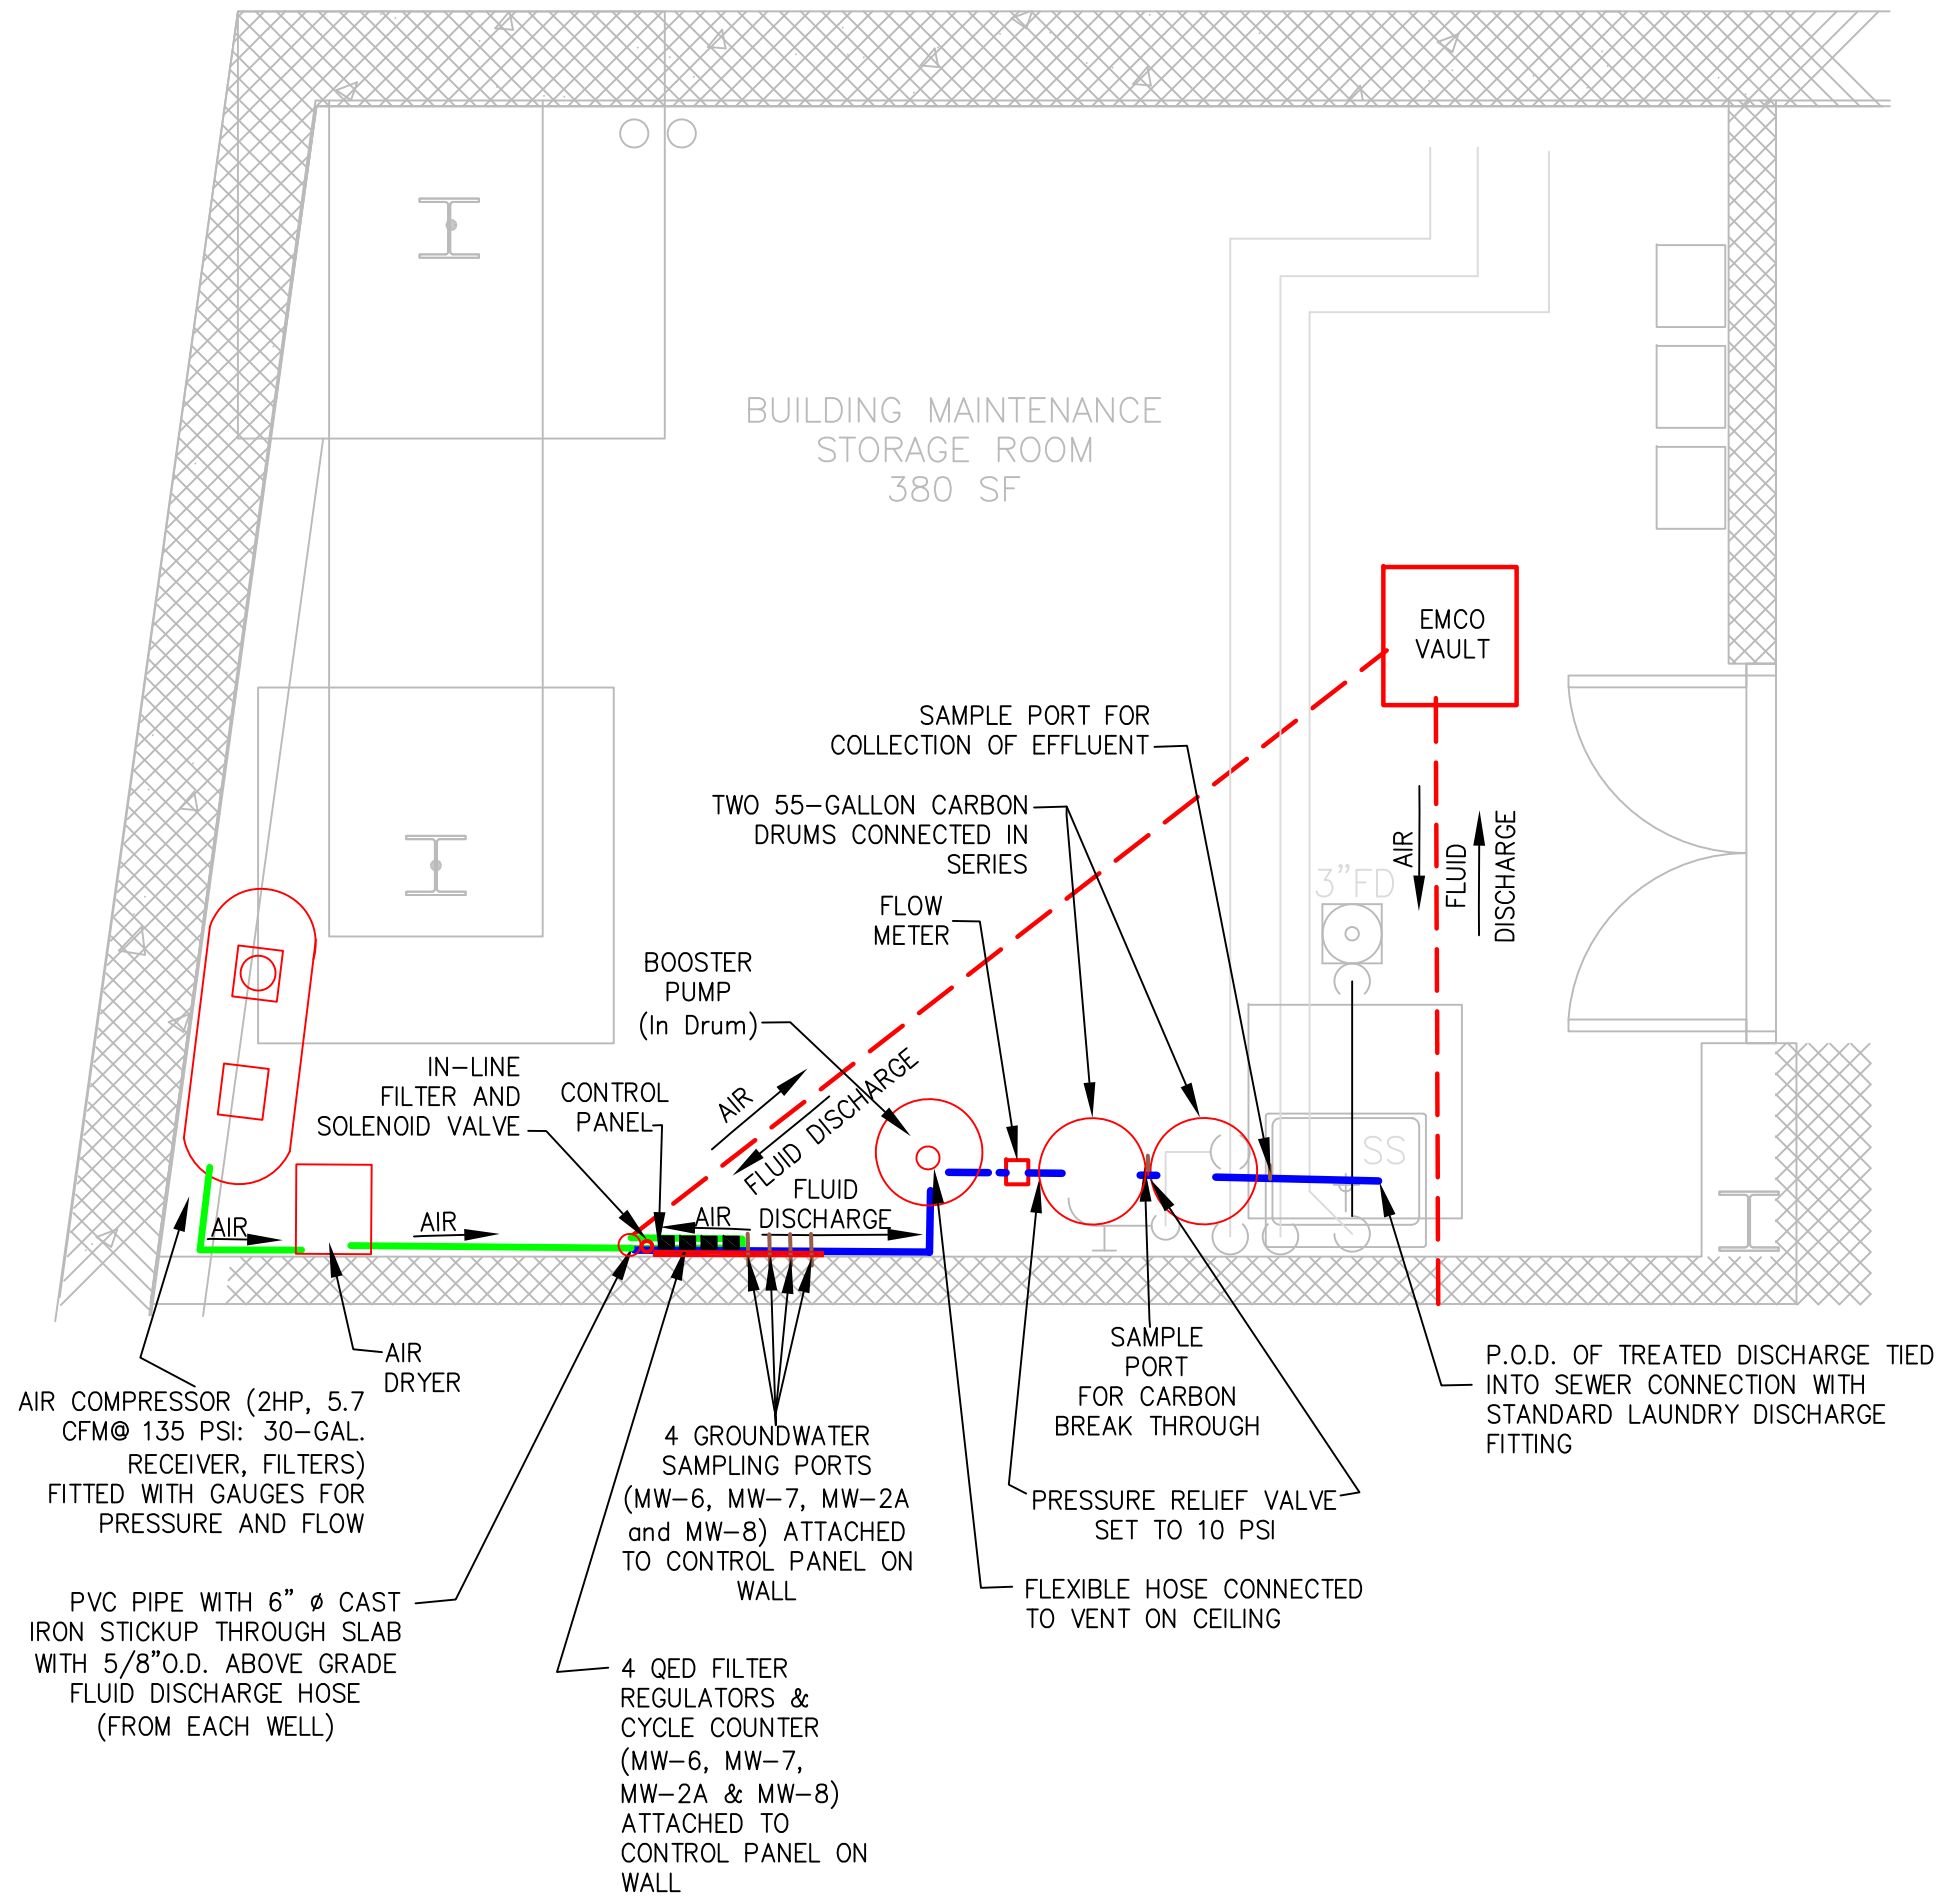 BUILDING MAINTENANCE
STORAGE ROOM
380 SF
EMCO
VAULT
SAMPLE PORT FOR
COLLECTION OF EFFLUENT
TWO 55-GALLON CARBON
DRUMS CONNECTED IN
SERIES
3"FD
AIR
FLUID
DISCHARGE
FLOW
METER
BOOSTER
PUMP
(In Drum)
IN-LINE
FILTER AND
SOLENOID VALVE
CONTROL
PANEL
AIR
FLUID DISCHARGE
SS
FLUID
DISCHARGE
AIR
AIR
AIR
AIR
DRYER
AIR COMPRESSOR (2HP, 5.7
CFM@ 135 PSI: 30-GAL.
RECEIVER, FILTERS)
FITTED WITH GAUGES FOR
PRESSURE AND FLOW
4 GROUNDWATER
SAMPLING PORTS
(MW-6, MW-7, MW-2A
and MW-8) ATTACHED
TO CONTROL PANEL ON
WALL
SAMPLE
PORT
FOR CARBON
BREAK THROUGH
P.O.D. OF TREATED DISCHARGE TIED
INTO SEWER CONNECTION WITH
STANDARD LAUNDRY DISCHARGE
FITTING
PRESSURE RELIEF VALVE
SET TO 10 PSI
FLEXIBLE HOSE CONNECTED
TO VENT ON CEILING
PVC PIPE WITH 6" ø CAST
IRON STICKUP THROUGH SLAB
WITH 5/8"O.D. ABOVE GRADE
FLUID DISCHARGE HOSE
(FROM EACH WELL)
4 QED FILTER
REGULATORS &
CYCLE COUNTER
(MW-6, MW-7,
MW-2A & MW-8)
ATTACHED TO
CONTROL PANEL ON
WALL